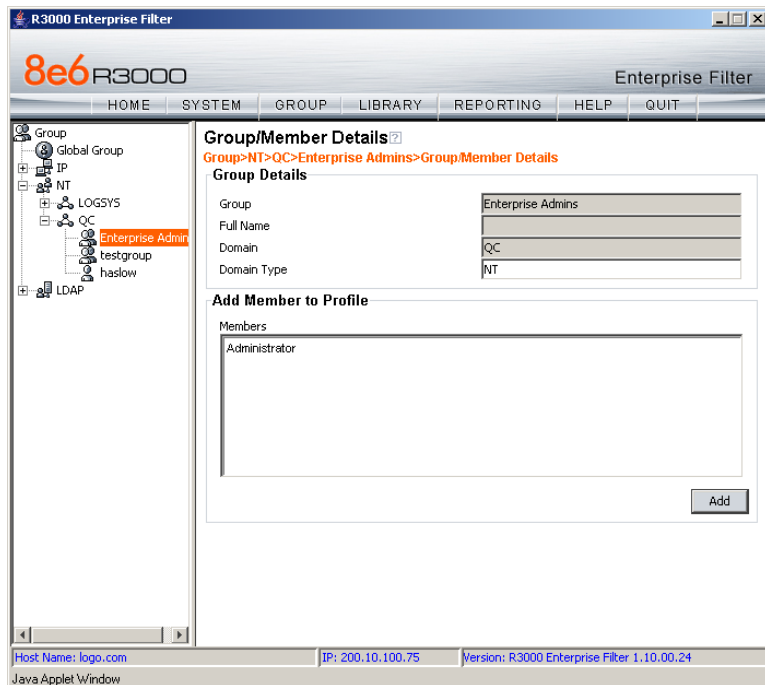 R3000 Enterprise Filter
8e6 R3000
Enterprise Filter
HOME SYSTEM GROUP LIBRARY REPORTING HELP QUIT
Group
Global Group
IP
NT
LOGSYS
QC
Enterprise Admin
testgroup
haslow
LDAP
Group/Member Details ?
Group>NT>QC>Enterprise Admins>Group/Member Details
Group Details
Group Enterprise Admins
Full Name
Domain QC
Domain Type NT
Add Member to Profile
Members
Administrator
Add
Host Name: logo.com IP: 200.10.100.75 Version: R3000 Enterprise Filter 1.10.00.24
Java Applet Window